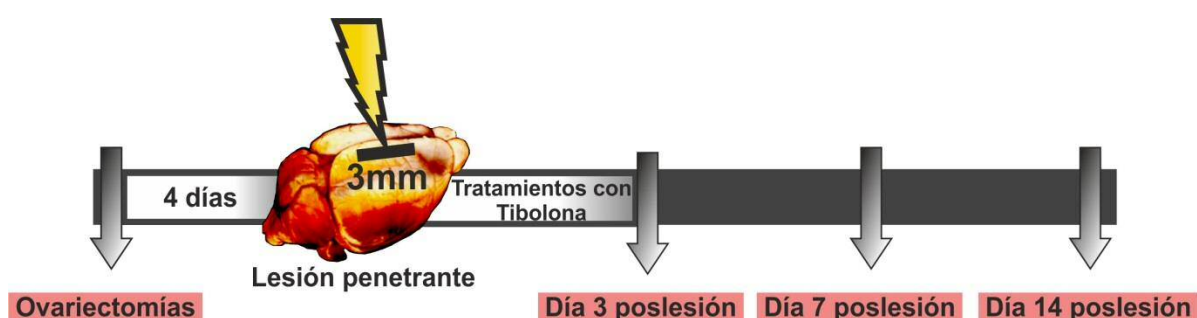 3mm
4 días
Tratamientos con
Tibolona
Lesión penetrante
Ovariectomías
Día 3 poslesión
Día 7 poslesión
Día 14 poslesión